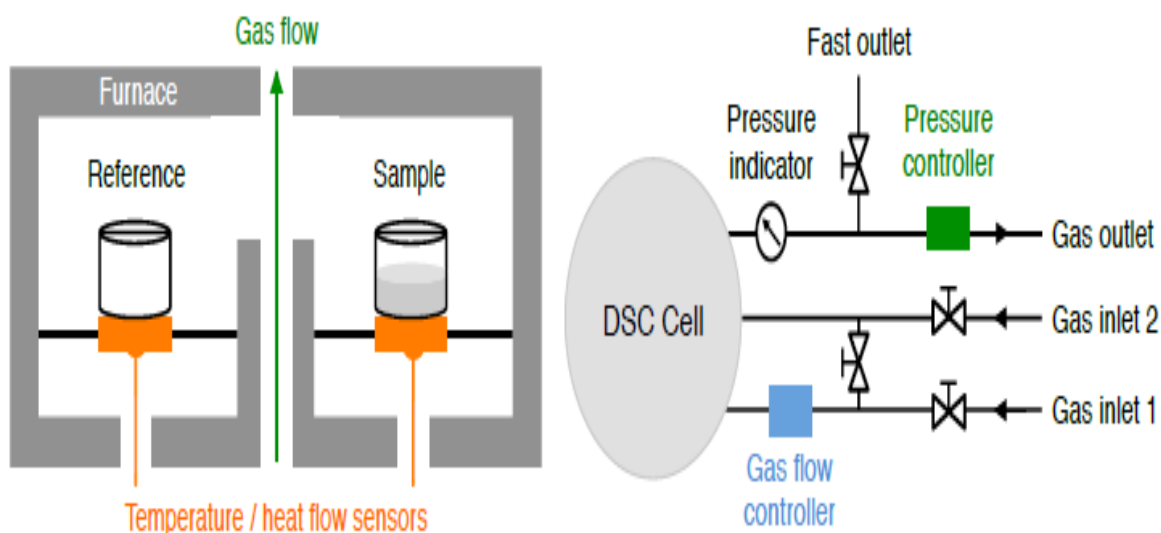 Gas flow
Furnace
Reference
Sample
Temperature / heat flow sensors
Fast outlet
Pressure
indicator
Pressure
controller
Gas outlet
DSC Cell
Gas inlet 2
Gas inlet 1
Gas flow
controller